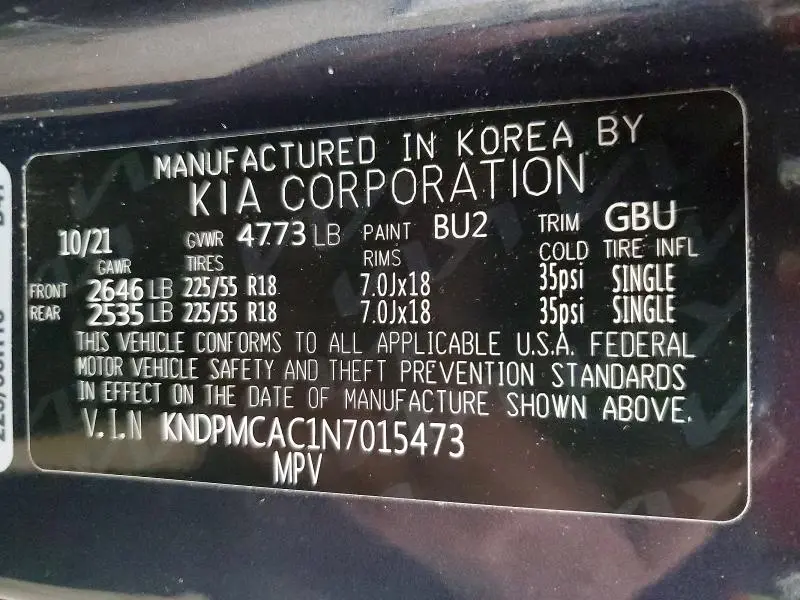 MANUFACTURED IN KOREA BY
KIA CORPORATION
10/21 GVWR 4773 LB PAINT BU2 TRIM GBU
GAWR TIRES RIMS COLD TIRE INFL
FRONT 2646 LB 225/55 R18 7.0Jx18 35psi SINGLE
REAR 2535 LB 225/55 R18 7.0Jx18 35psi SINGLE
THIS VEHICLE CONFORMS TO ALL APPLICABLE U.S.A. FEDERAL
MOTOR VEHICLE SAFETY AND THEFT PREVENTION STANDARDS
IN EFFECT ON THE DATE OF MANUFACTURE SHOWN ABOVE.
V.I.N KNDPMCAC1N7015473
MPV